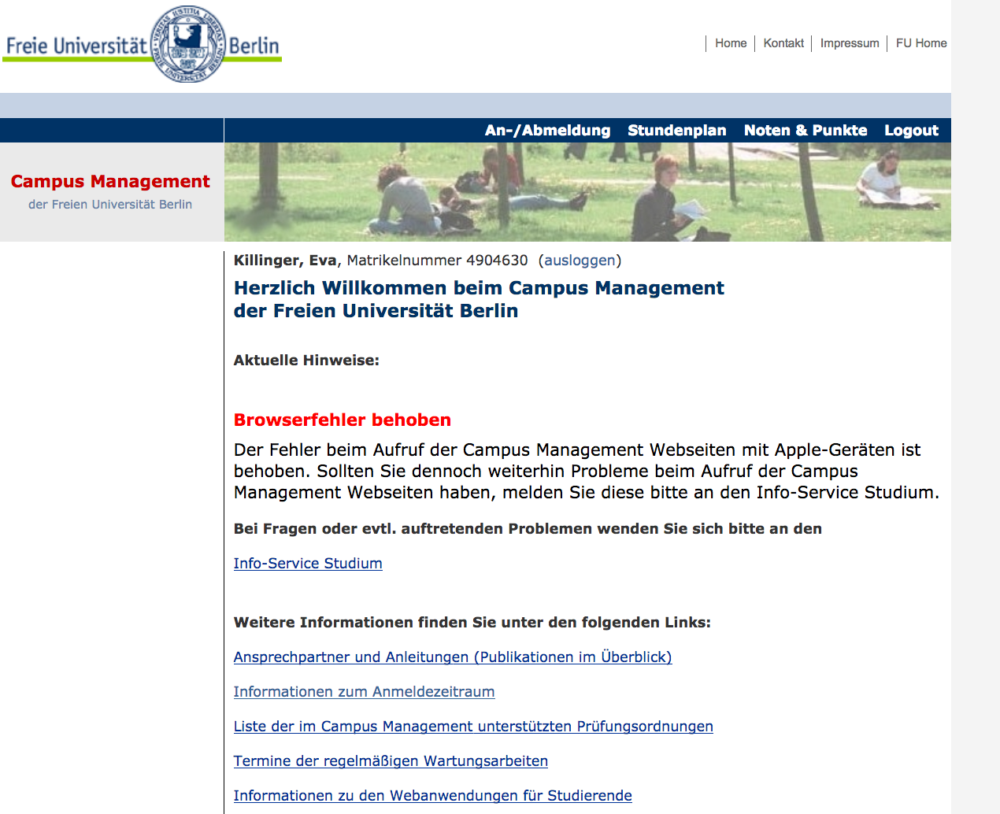 Freie Universität Berlin
Home Kontakt Impressum FU Home
An-/Abmeldung Stundenplan Noten & Punkte Logout
Campus Management
der Freien Universität Berlin
Killinger, Eva, Matrikelnummer 4904630 (ausloggen)
Herzlich Willkommen beim Campus Management
der Freien Universität Berlin
Aktuelle Hinweise:
Browserfehler behoben
Der Fehler beim Aufruf der Campus Management Webseiten mit Apple-Geräten ist
behoben. Sollten Sie dennoch weiterhin Probleme beim Aufruf der Campus
Management Webseiten haben, melden Sie diese bitte an den Info-Service Studium.
Bei Fragen oder evtl. auftretenden Problemen wenden Sie sich bitte an den
Info-Service Studium
Weitere Informationen finden Sie unter den folgenden Links:
Ansprechpartner und Anleitungen (Publikationen im Überblick)
Informationen zum Anmeldezeitraum
Liste der im Campus Management unterstützten Prüfungsordnungen
Termine der regelmäßigen Wartungsarbeiten
Informationen zu den Webanwendungen für Studierende